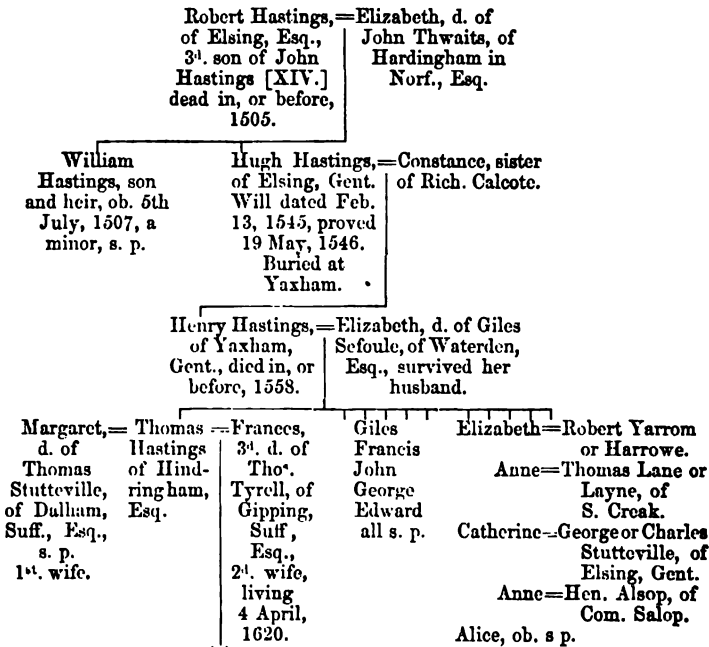 Robert Hastings,=Elizabeth, d. of
of Elsing, Esq., John Thwaits, of
3ᵈ. son of John Hardingham in
Hastings [XIV.] Norf., Esq.
dead in, or before,
1505.
William
Hastings, son
and heir, ob. 5th
July, 1507, a
minor, s. p.
Hugh Hastings,=Constance, sister
of Elsing, Gent. of Rich. Calcote.
Will dated Feb.
13, 1545, proved
19 May, 1546.
Buried at
Yaxham.
Henry Hastings,=Elizabeth, d. of Giles
of Yaxham, Sefoule, of Waterden,
Gent., died in, or Esq., survived her
before, 1558. husband.
Margaret,=
d. of
Thomas
Stutteville,
of Dalham,
Suff., Esq.,
s. p.
1ˢᵗ. wife.
Thomas
Hastings
of Hind-
ringham,
Esq.
=Frances,
3ᵈ. d. of
Thoˢ.
Tyrell, of
Gipping,
Suff,
Esq.,
2ᵈ. wife,
living
4 April,
1620.
Giles
Francis
John
George
Edward
all s. p.
Elizabeth=Robert Yarrom
or Harrowe.
Anne=Thomas Lane or
Layne, of
S. Creak.
Catherine=George or Charles
Stutteville, of
Elsing, Gent.
Anne=Hen. Alsop, of
Com. Salop.
Alice, ob. s p.